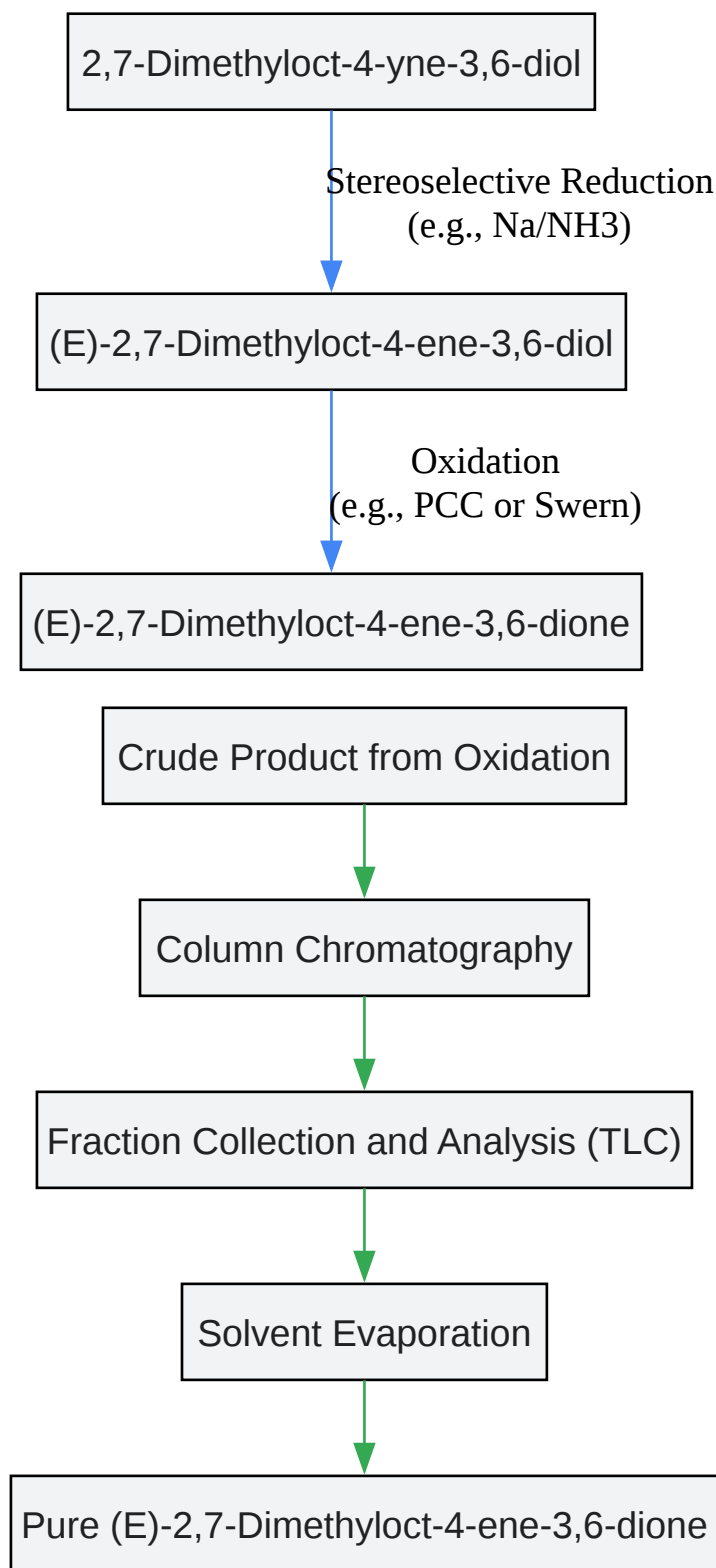 2,7-Dimethyloct-4-yne-3,6-diol
Stereoselective Reduction
(e.g., Na/NH3)
(E)-2,7-Dimethyloct-4-ene-3,6-diol
Oxidation
(e.g., PCC or Swern)
(E)-2,7-Dimethyloct-4-ene-3,6-dione
Crude Product from Oxidation
Column Chromatography
Fraction Collection and Analysis (TLC)
Solvent Evaporation
Pure (E)-2,7-Dimethyloct-4-ene-3,6-dione